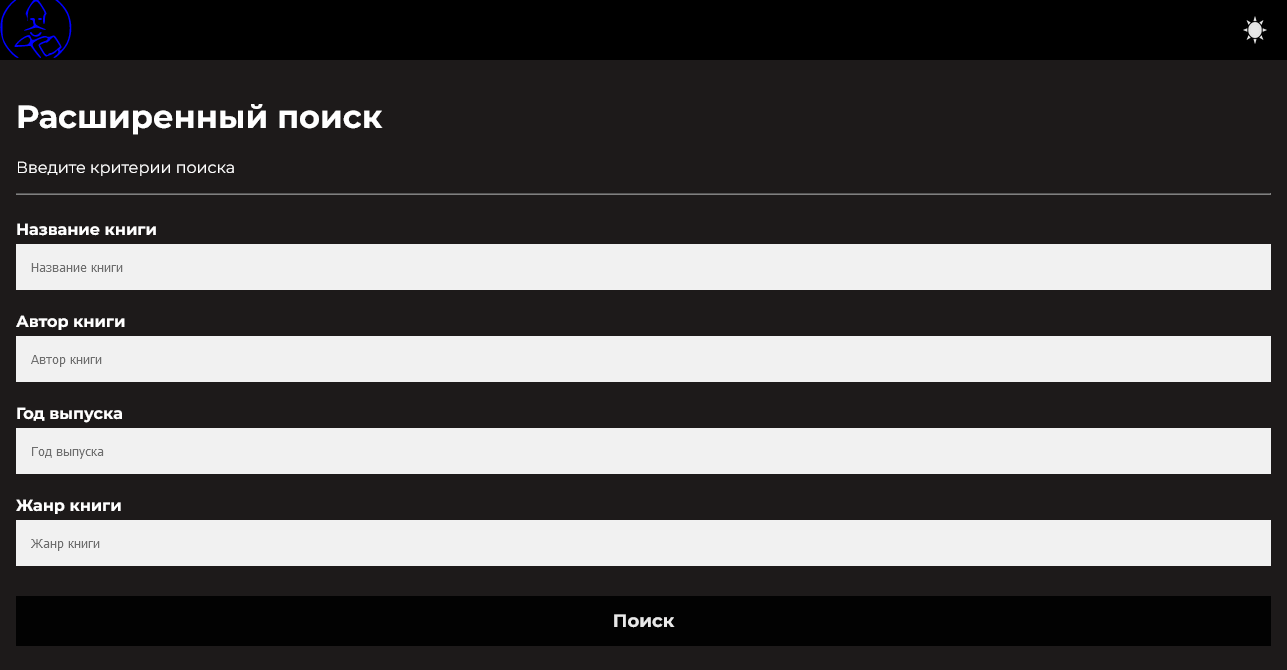 Расширенный поиск
Введите критерии поиска
Название книги
Название книги
Автор книги
Автор книги
Год выпуска
Год выпуска
Жанр книги
Жанр книги
Поиск